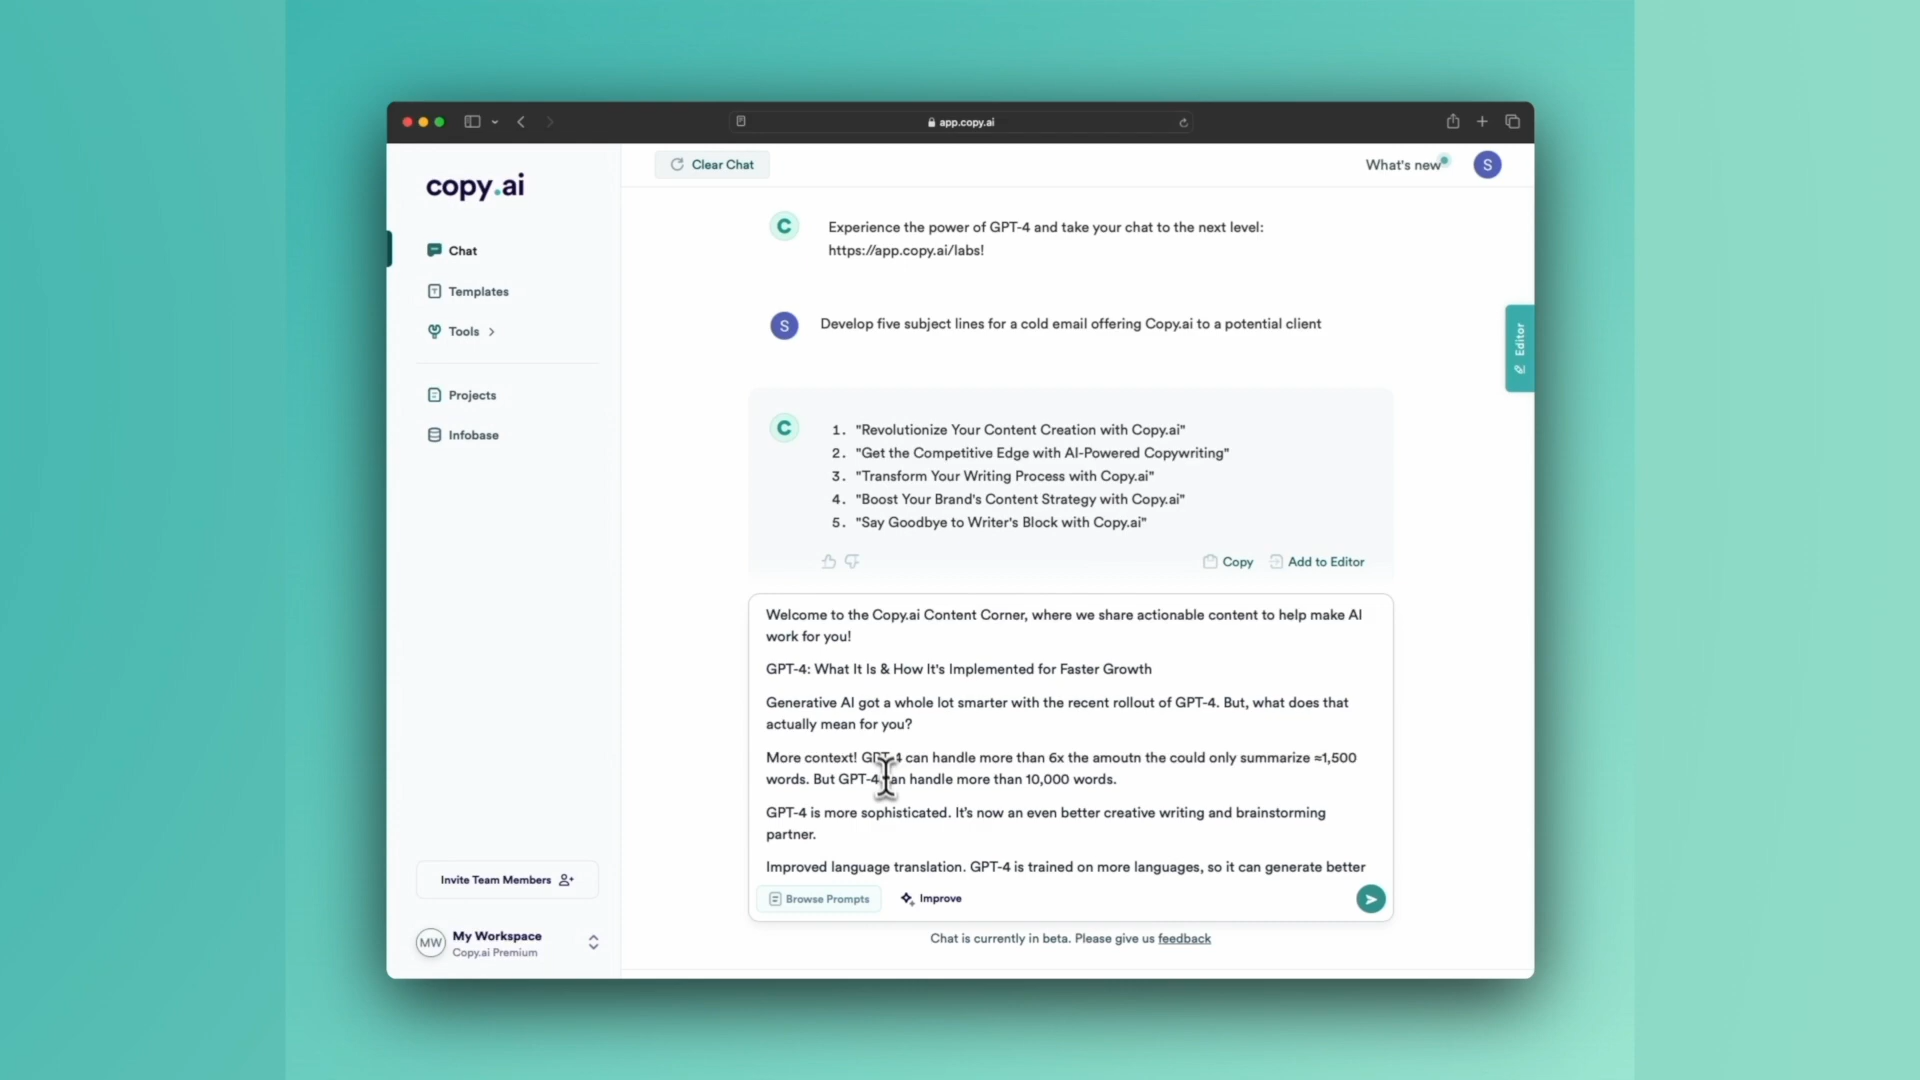 app.copy.ai
copy.ai
Clear Chat
What's new
S
Chat
Templates
Tools
Projects
Infobase
C
Experience the power of GPT-4 and take your chat to the next level:
https://app.copy.ai/labs!
S
Develop five subject lines for a cold email offering Copy.ai to a potential client
Editor
C
1. "Revolutionize Your Content Creation with Copy.ai"
2. "Get the Competitive Edge with AI-Powered Copywriting"
3. "Transform Your Writing Process with Copy.ai"
4. "Boost Your Brand's Content Strategy with Copy.ai"
5. "Say Goodbye to Writer's Block with Copy.ai"
Copy
Add to Editor
Welcome to the Copy.ai Content Corner, where we share actionable content to help make AI
work for you!
GPT-4: What It Is & How It's Implemented for Faster Growth
Generative AI got a whole lot smarter with the recent rollout of GPT-4. But, what does that
actually mean for you?
More context! GPT-4 can handle more than 6x the amoutn the could only summarize ≈1,500
words. But GPT-4 can handle more than 10,000 words.
GPT-4 is more sophisticated. It's now an even better creative writing and brainstorming
partner.
Improved language translation. GPT-4 is trained on more languages, so it can generate better
Browse Prompts
Improve
Chat is currently in beta. Please give us feedback
Invite Team Members
MW
My Workspace
Copy.ai Premium